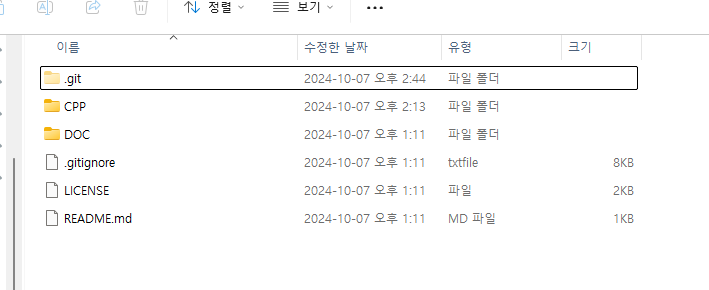 정렬 보기 ...
이름 수정한 날짜 유형 크기
.git 2024-10-07 오후 2:44 파일 폴더
CPP 2024-10-07 오후 2:13 파일 폴더
DOC 2024-10-07 오후 1:11 파일 폴더
.gitignore 2024-10-07 오후 1:11 txtfile 8KB
LICENSE 2024-10-07 오후 1:11 파일 2KB
README.md 2024-10-07 오후 1:11 MD 파일 1KB